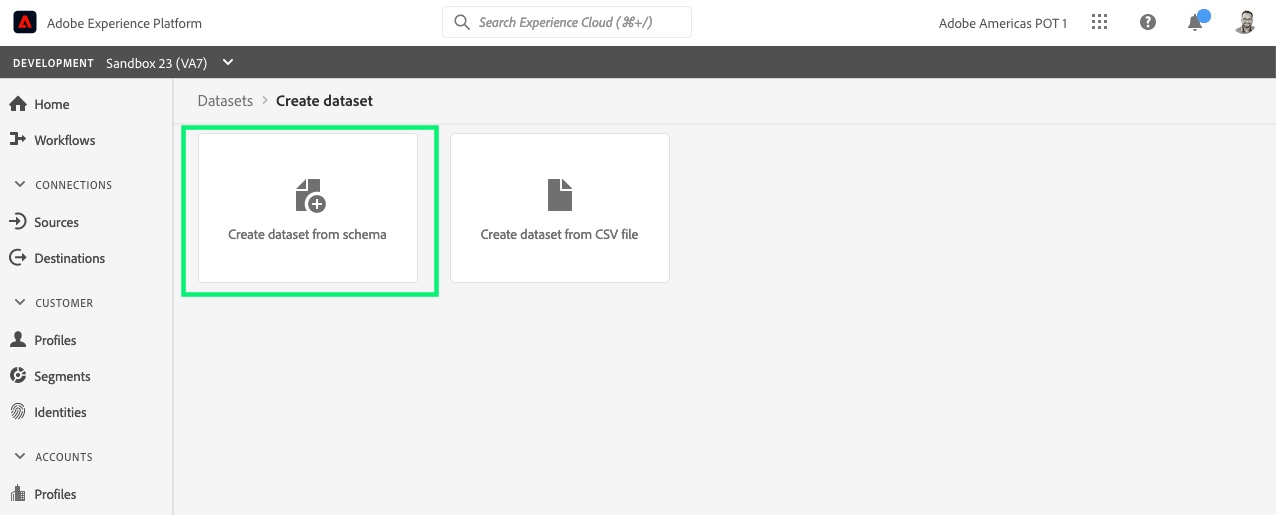 Adobe Experience Platform
Search Experience Cloud (⌘+/)
Adobe Americas POT 1
DEVELOPMENT Sandbox 23 (VA7)
Home
Workflows
CONNECTIONS
Sources
Destinations
CUSTOMER
Profiles
Segments
Identities
ACCOUNTS
Profiles
Datasets > Create dataset
Create dataset from schema
Create dataset from CSV file